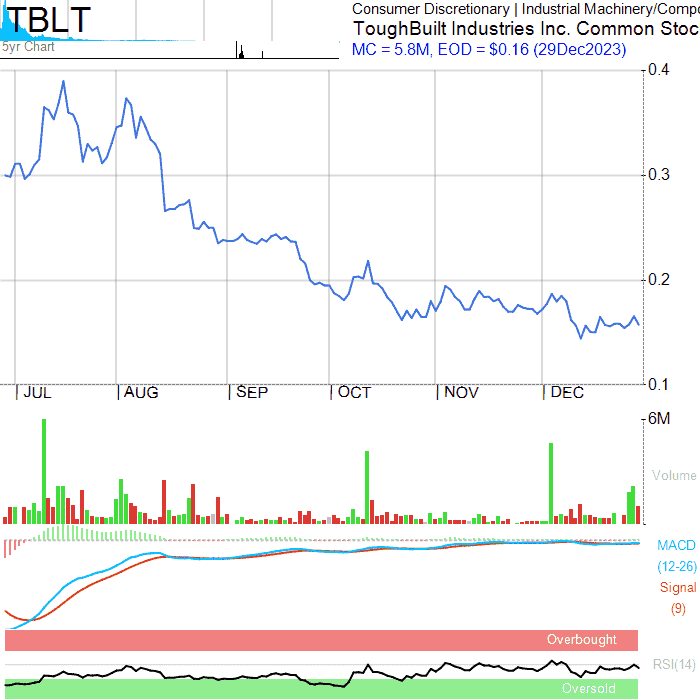 TBLT
Consumer Discretionary | Industrial Machinery/Compo
ToughBuilt Industries Inc. Common Stoc
MC = 5.8M, EOD = $0.16 (29Dec2023)
5yr Chart
0.4
0.3
0.2
0.1
JUL AUG SEP OCT NOV DEC
6M
Volume
MACD
(12-26)
Signal
(9)
Overbought
RSI(14)
Oversold